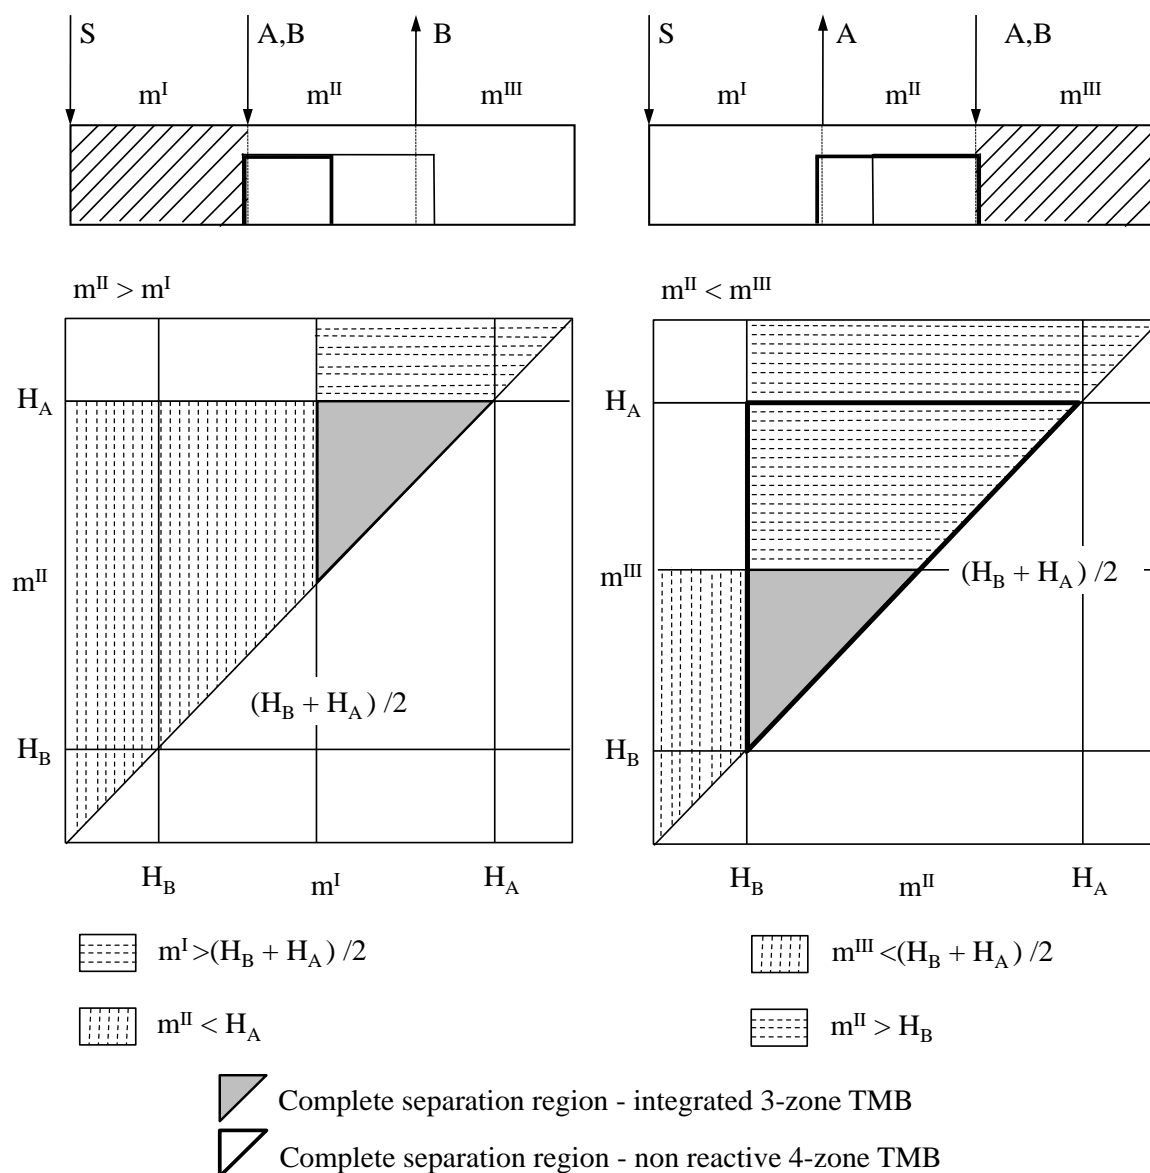 S A,B B
m^I m^II m^III
S A A,B
m^I m^II m^III
m^II > m^I
H_A
m^II
(H_B + H_A) /2
H_B
H_B m^I H_A
m^I >(H_B + H_A) /2
m^II < H_A
m^II < m^III
H_A
m^III
(H_B + H_A) /2
H_B
H_B m^II H_A
m^III <(H_B + H_A) /2
m^II > H_B
Complete separation region - integrated 3-zone TMB
Complete separation region - non reactive 4-zone TMB